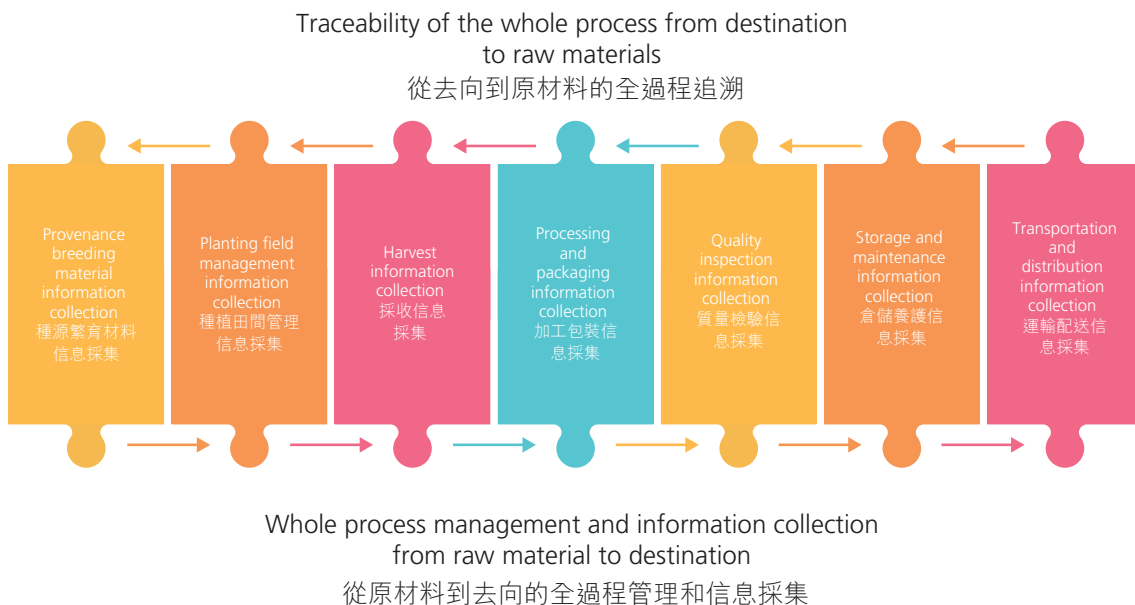 Traceability of the whole process from destination
to raw materials
從去向到原材料的全過程追溯
Provenance
breeding
material
information
collection
種源繁育材料
信息採集
Planting field
management
information
collection
種植田間管理
信息採集
Harvest
information
collection
採收信息
採集
Processing
and
packaging
information
collection
加工包裝信
息採集
Quality
inspection
information
collection
質量檢驗信
息採集
Storage and
maintenance
information
collection
倉儲養護信
息採集
Transportation
and
distribution
information
collection
運輸配送信
息採集
Whole process management and information collection
from raw material to destination
從原材料到去向的全過程管理和信息採集